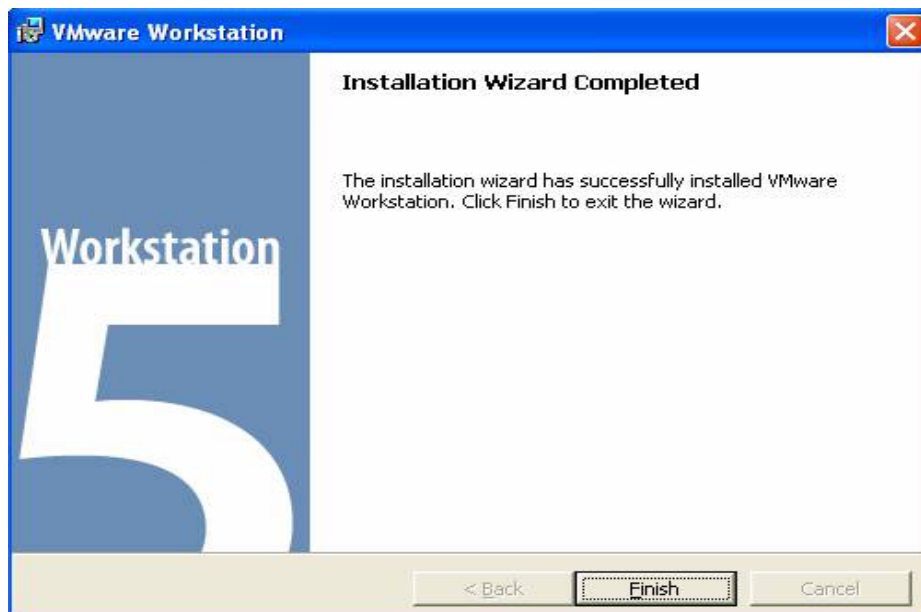 VMware Workstation
Installation Wizard Completed
The installation wizard has successfully installed VMware
Workstation. Click Finish to exit the wizard.
Workstation
5
< Back
Finish
Cancel